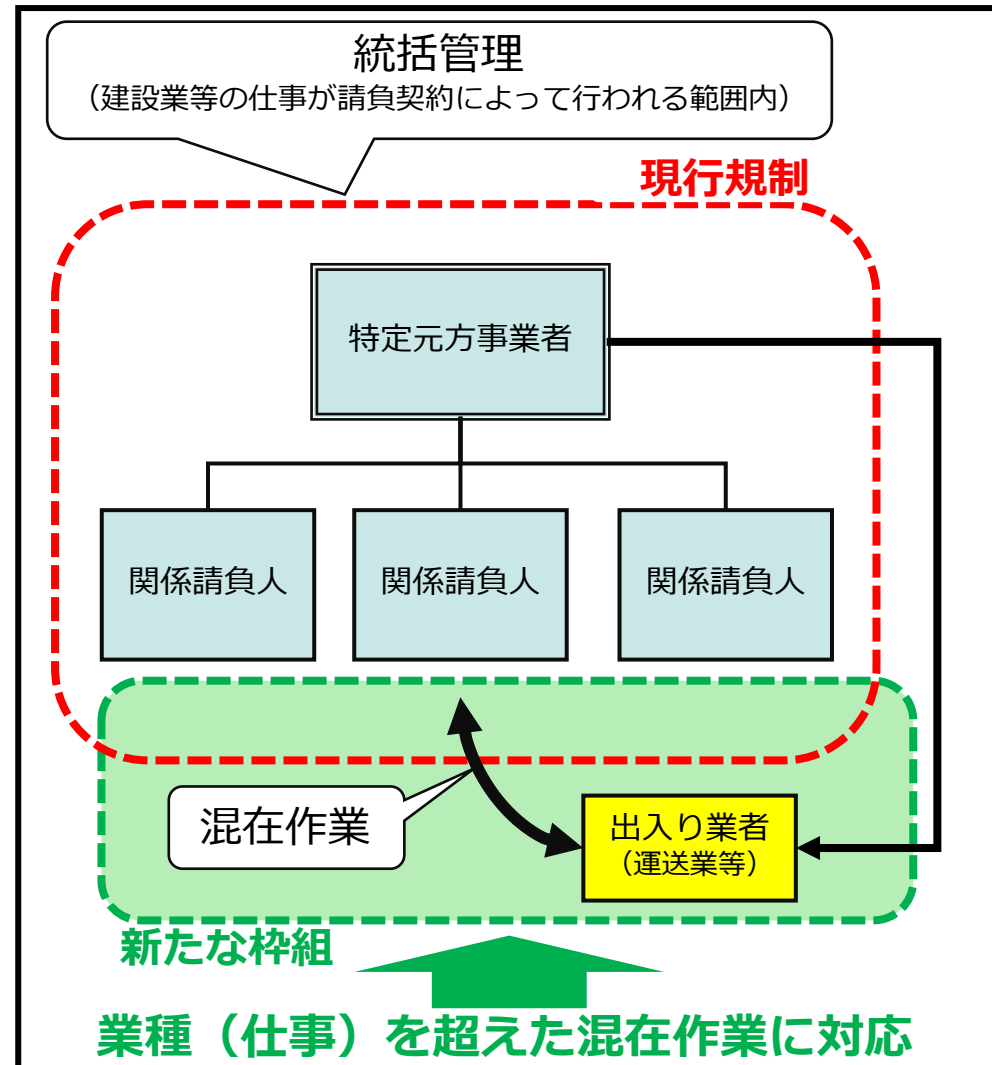 統括管理
（建設業等の仕事が請負契約によって行われる範囲内）
現行規制
特定元方事業者
関係請負人
関係請負人
関係請負人
混在作業
出入り業者
（運送業等）
新たな枠組
業種（仕事）を超えた混在作業に対応